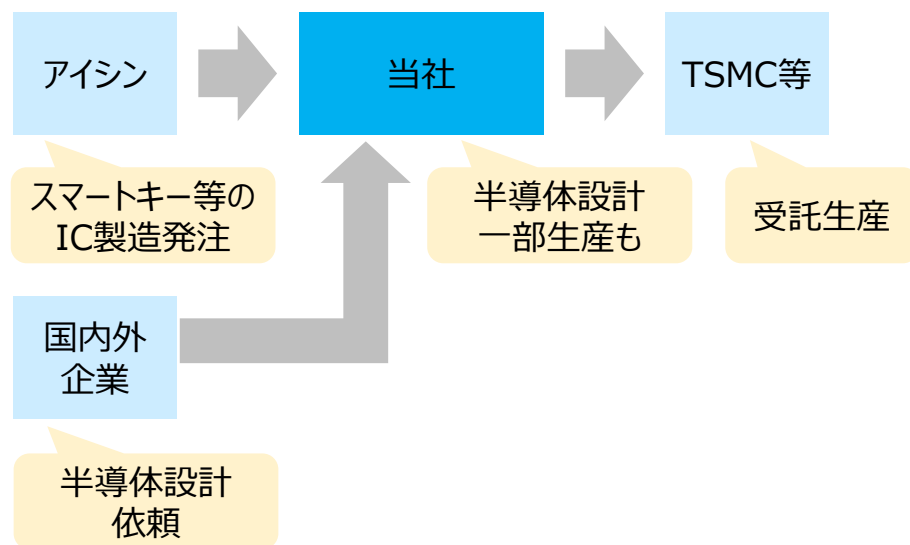 アイシン
当社
TSMC等
スマートキー等の
IC製造発注
半導体設計
一部生産も
受託生産
国内外
企業
半導体設計
依頼